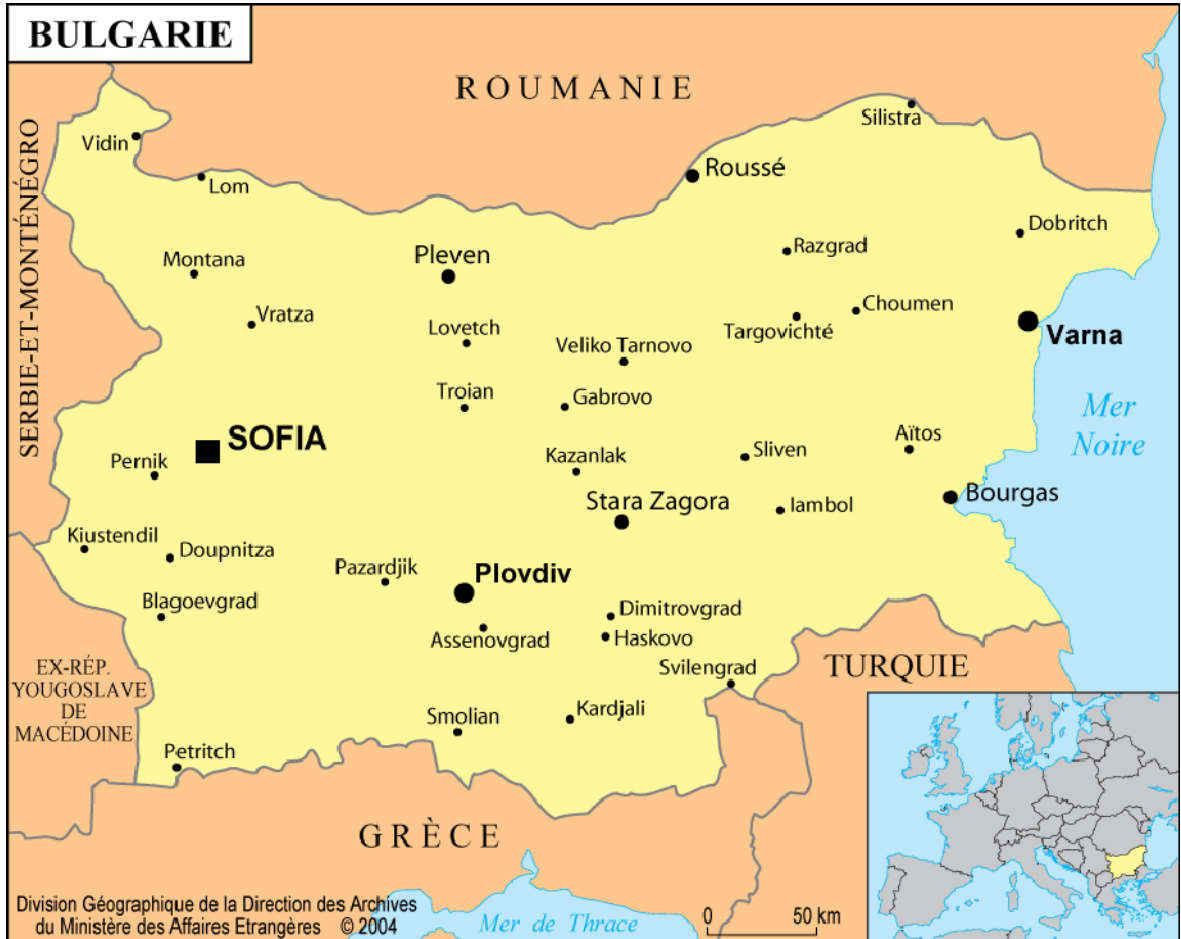 BULGARIE
ROUMANIE
Silistra
Vidin
Roussé
Lom
SERBIE-ET-MONTÉNÉGRO
Dobritch
Razgrad
Montana
Pleven
Choumen
Vratza
Lovetch
Targovichté
Varna
Veliko Tarnovo
Troian
Gabrovo
Mer
Noire
SOFIA
Aïtos
Pernik
Kazanlak
Sliven
Bourgas
Stara Zagora
Iambol
Kiustendil
Doupnitza
Pazardjik
Plovdiv
Blagoevgrad
Dimitrovgrad
Assenovgrad
Haskovo
EX-RÉP.
YOUGOSLAVE
DE
MACÉDOINE
Svilengrad
TURQUIE
Smolian
Kardjali
Petritch
GRÈCE
Division Géographique de la Direction des Archives
du Ministère des Affaires Etrangères © 2004
Mer de Thrace
0 50 km